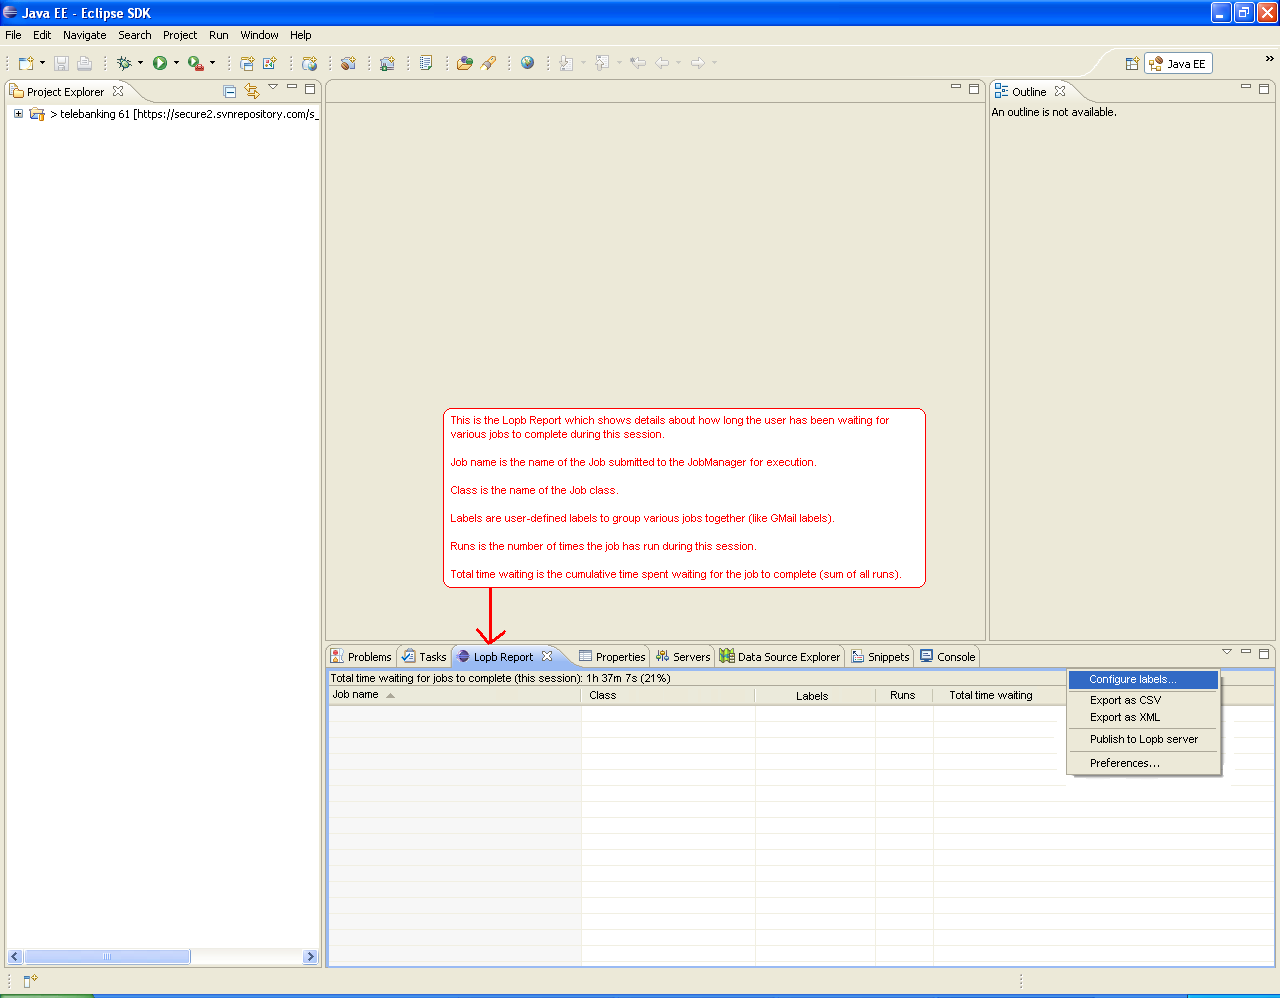 Java EE - Eclipse SDK
File Edit Navigate Search Project Run Window Help
Java EE
Project Explorer
> telebanking 61 [https://secure2.svnrepository.com/s_
Outline
An outline is not available.
This is the Lopb Report which shows details about how long the user has been waiting for
various jobs to complete during this session.
Job name is the name of the Job submitted to the JobManager for execution.
Class is the name of the Job class.
Labels are user-defined labels to group various jobs together (like GMail labels).
Runs is the number of times the job has run during this session.
Total time waiting is the cumulative time spent waiting for the job to complete (sum of all runs).
Problems Tasks Lopb Report Properties Servers Data Source Explorer Snippets Console
Total time waiting for jobs to complete (this session): 1h 37m 7s (21%)
Job name Class Labels Runs Total time waiting
Configure labels...
Export as CSV
Export as XML
Publish to Lopb server
Preferences...